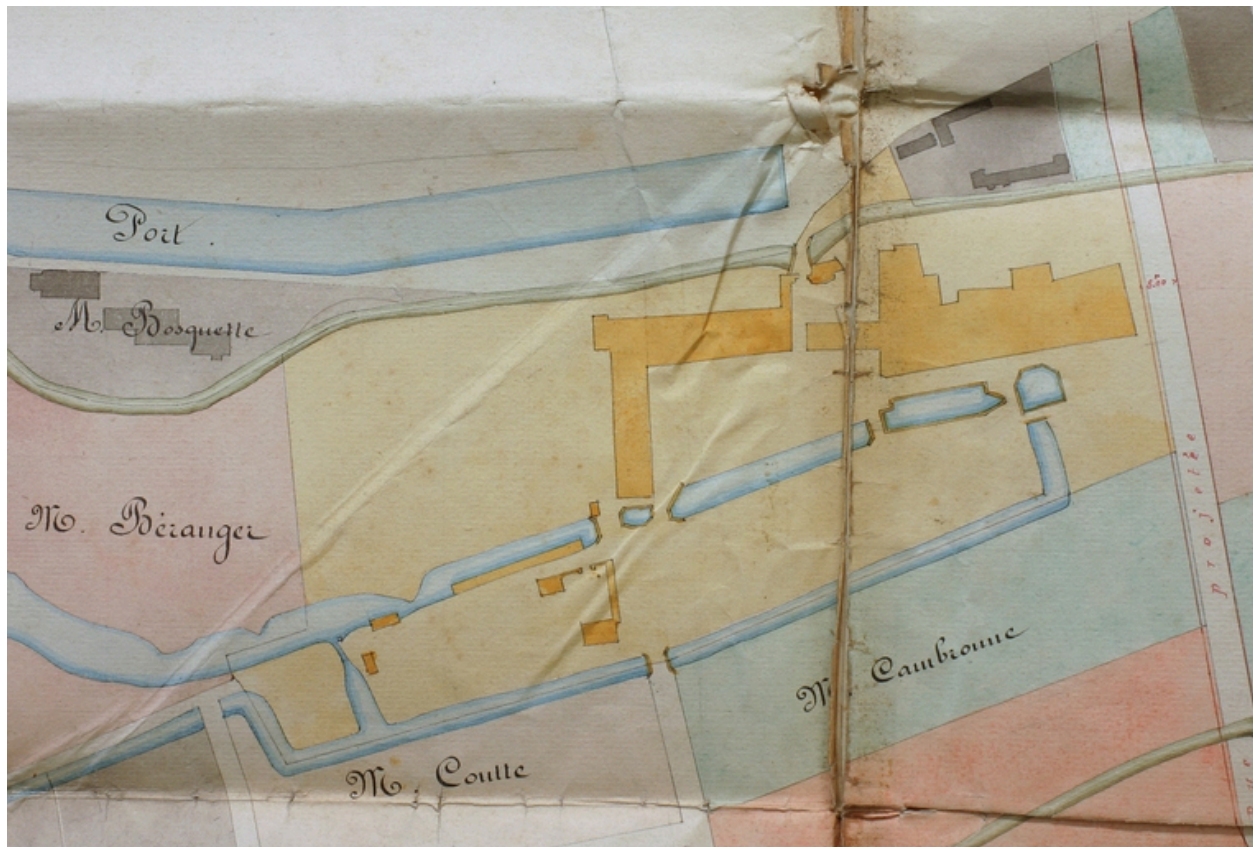 Port.
M. Bosquette
M. Béranger
projetée
M. Cambronne
M. Coutte